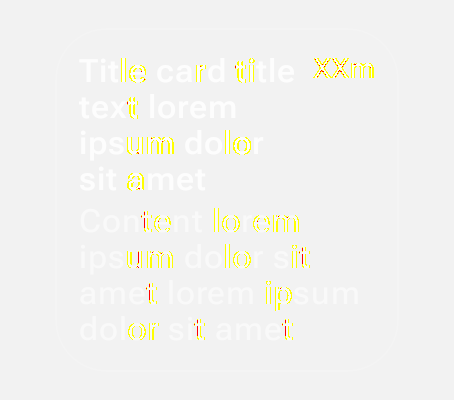 Title card title XXm
text lorem
ipsum dolor
sit amet
Content lorem
ipsum dolor sit
amet lorem ipsum
dolor sit amet